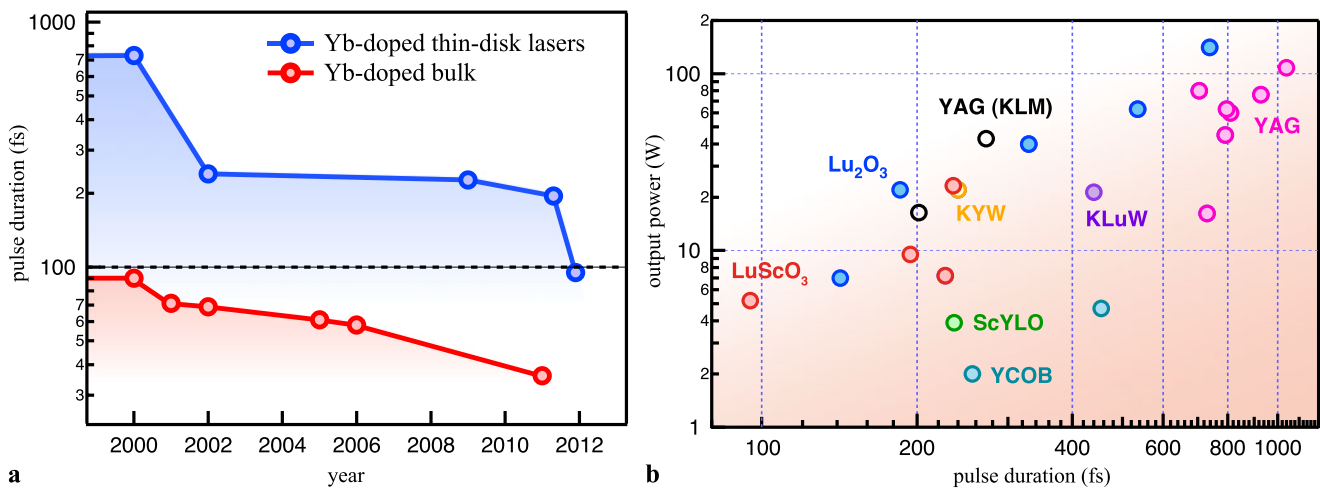 1000
7
6
5
4
3
2
100
7
6
5
4
3
pulse duration (fs)
Yb-doped thin-disk lasers
Yb-doped bulk
2000 2002 2004 2006 2008 2010 2012
year
a
2
100
8
6
4
2
10
8
6
4
2
1
output power (W)
YAG (KLM)
YAG
Lu2O3
KYW
KLuW
LuScO3
ScYLO
YCOB
100 200 400 600 800 1000
pulse duration (fs)
b